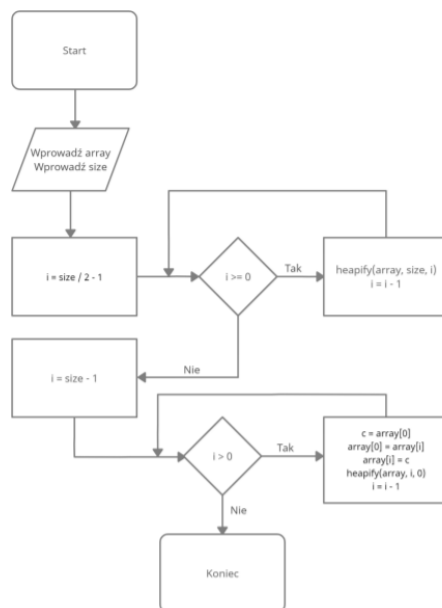 Start
Wprowadź array
Wprowadź size
i = size / 2 - 1
i >= 0
Tak
heapify(array, size, i)
i = i - 1
Nie
i = size - 1
i > 0
Tak
c = array[0]
array[0] = array[i]
array[i] = c
heapify(array, i, 0)
i = i - 1
Nie
Koniec